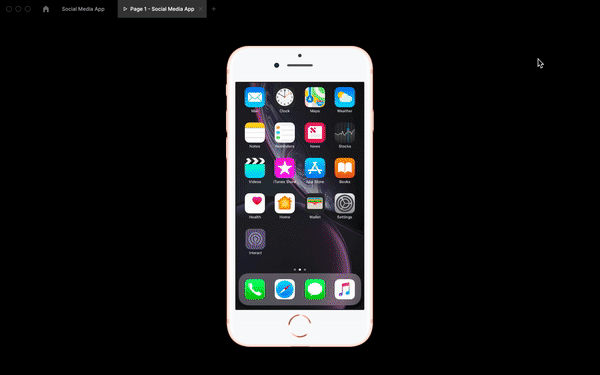 Social Media App
Page 1 - Social Media App
Mail Clock Maps Weather
Notes Reminders News Stocks
Videos iTunes Store App Store Books
Health Home Wallet Settings
Interact